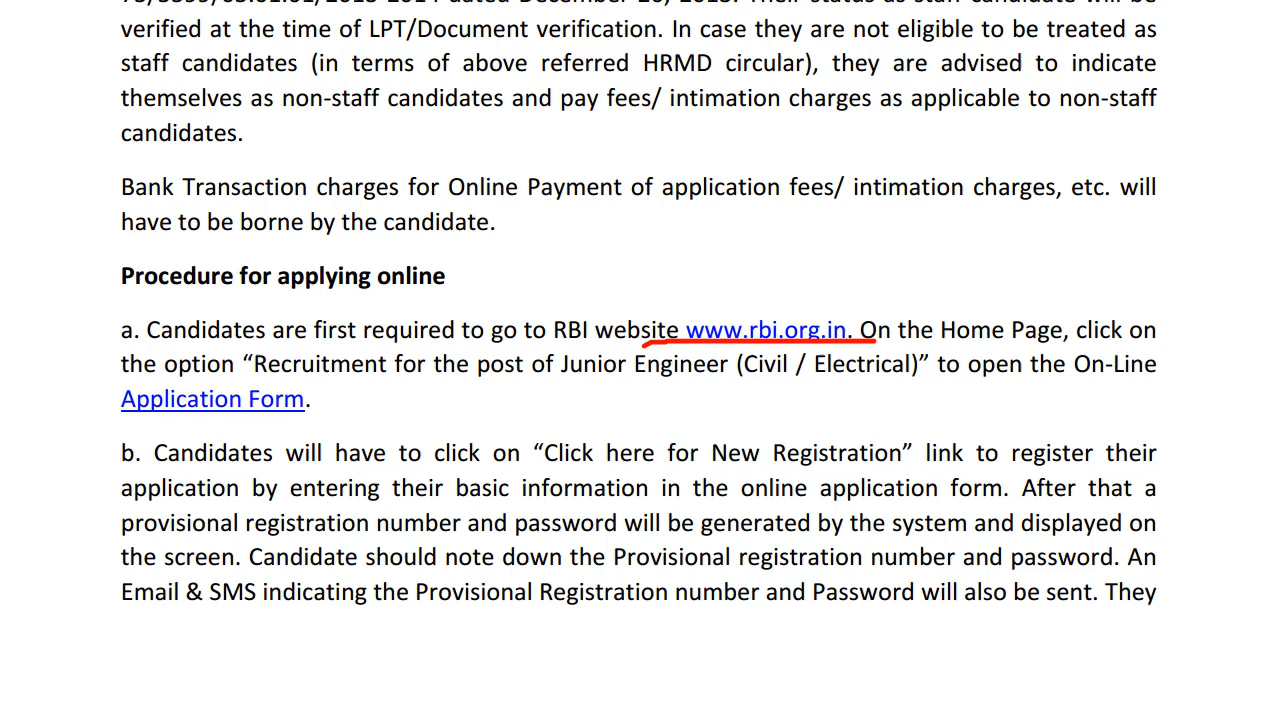 verified at the time of LPT/Document verification. In case they are not eligible to be treated as
staff candidates (in terms of above referred HRMD circular), they are advised to indicate
themselves as non-staff candidates and pay fees/ intimation charges as applicable to non-staff
candidates.
Bank Transaction charges for Online Payment of application fees/ intimation charges, etc. will
have to be borne by the candidate.
Procedure for applying online
a. Candidates are first required to go to RBI website www.rbi.org.in. On the Home Page, click on
the option “Recruitment for the post of Junior Engineer (Civil / Electrical)” to open the On-Line
Application Form.
b. Candidates will have to click on “Click here for New Registration” link to register their
application by entering their basic information in the online application form. After that a
provisional registration number and password will be generated by the system and displayed on
the screen. Candidate should note down the Provisional registration number and password. An
Email & SMS indicating the Provisional Registration number and Password will also be sent. They